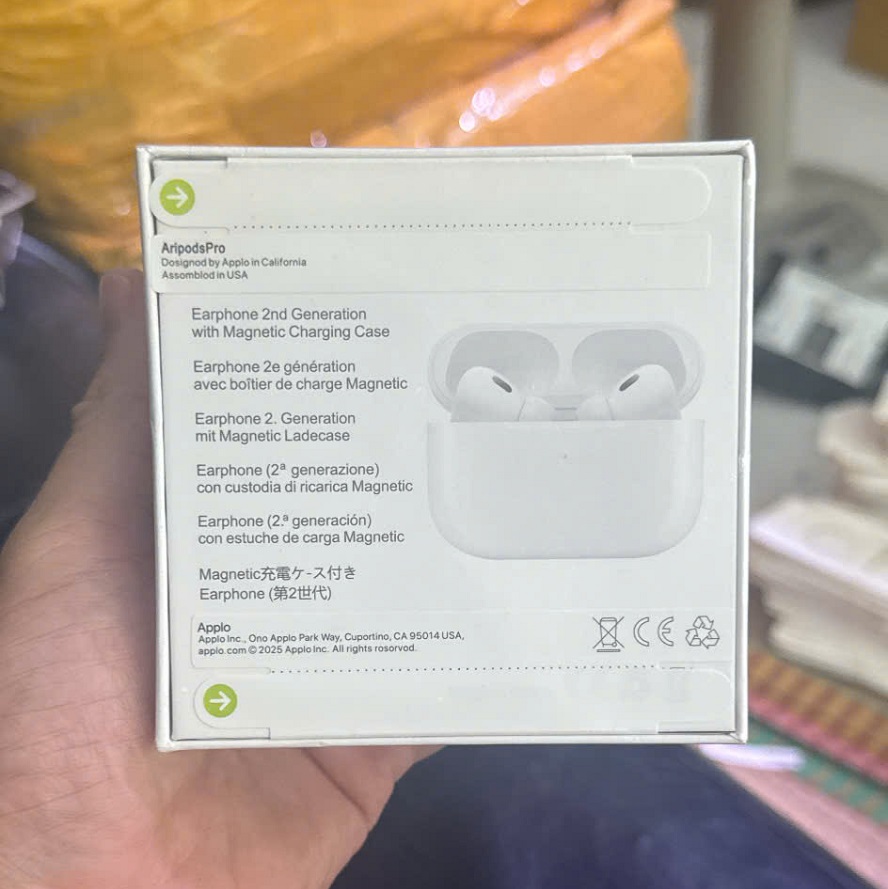 AripodsPro
Dosignod by Applo in California
Assomblod in USA
Earphone 2nd Generation
with Magnetic Charging Case
Earphone 2e génération
avec boîtier de charge Magnetic
Earphone 2. Generation
mit Magnetic Ladecase
Earphone (2ª generazione)
con custodia di ricarica Magnetic
Earphone (2.ª generación)
con estuche de carga Magnetic
Magnetic充電ケ-ス付き
Earphone (第2世代)
Applo
Applo Inc., Ono Applo Park Way, Cuportino, CA 95014 USA,
applo.com © 2025 Applo Inc. All rights rosorvod.
CE